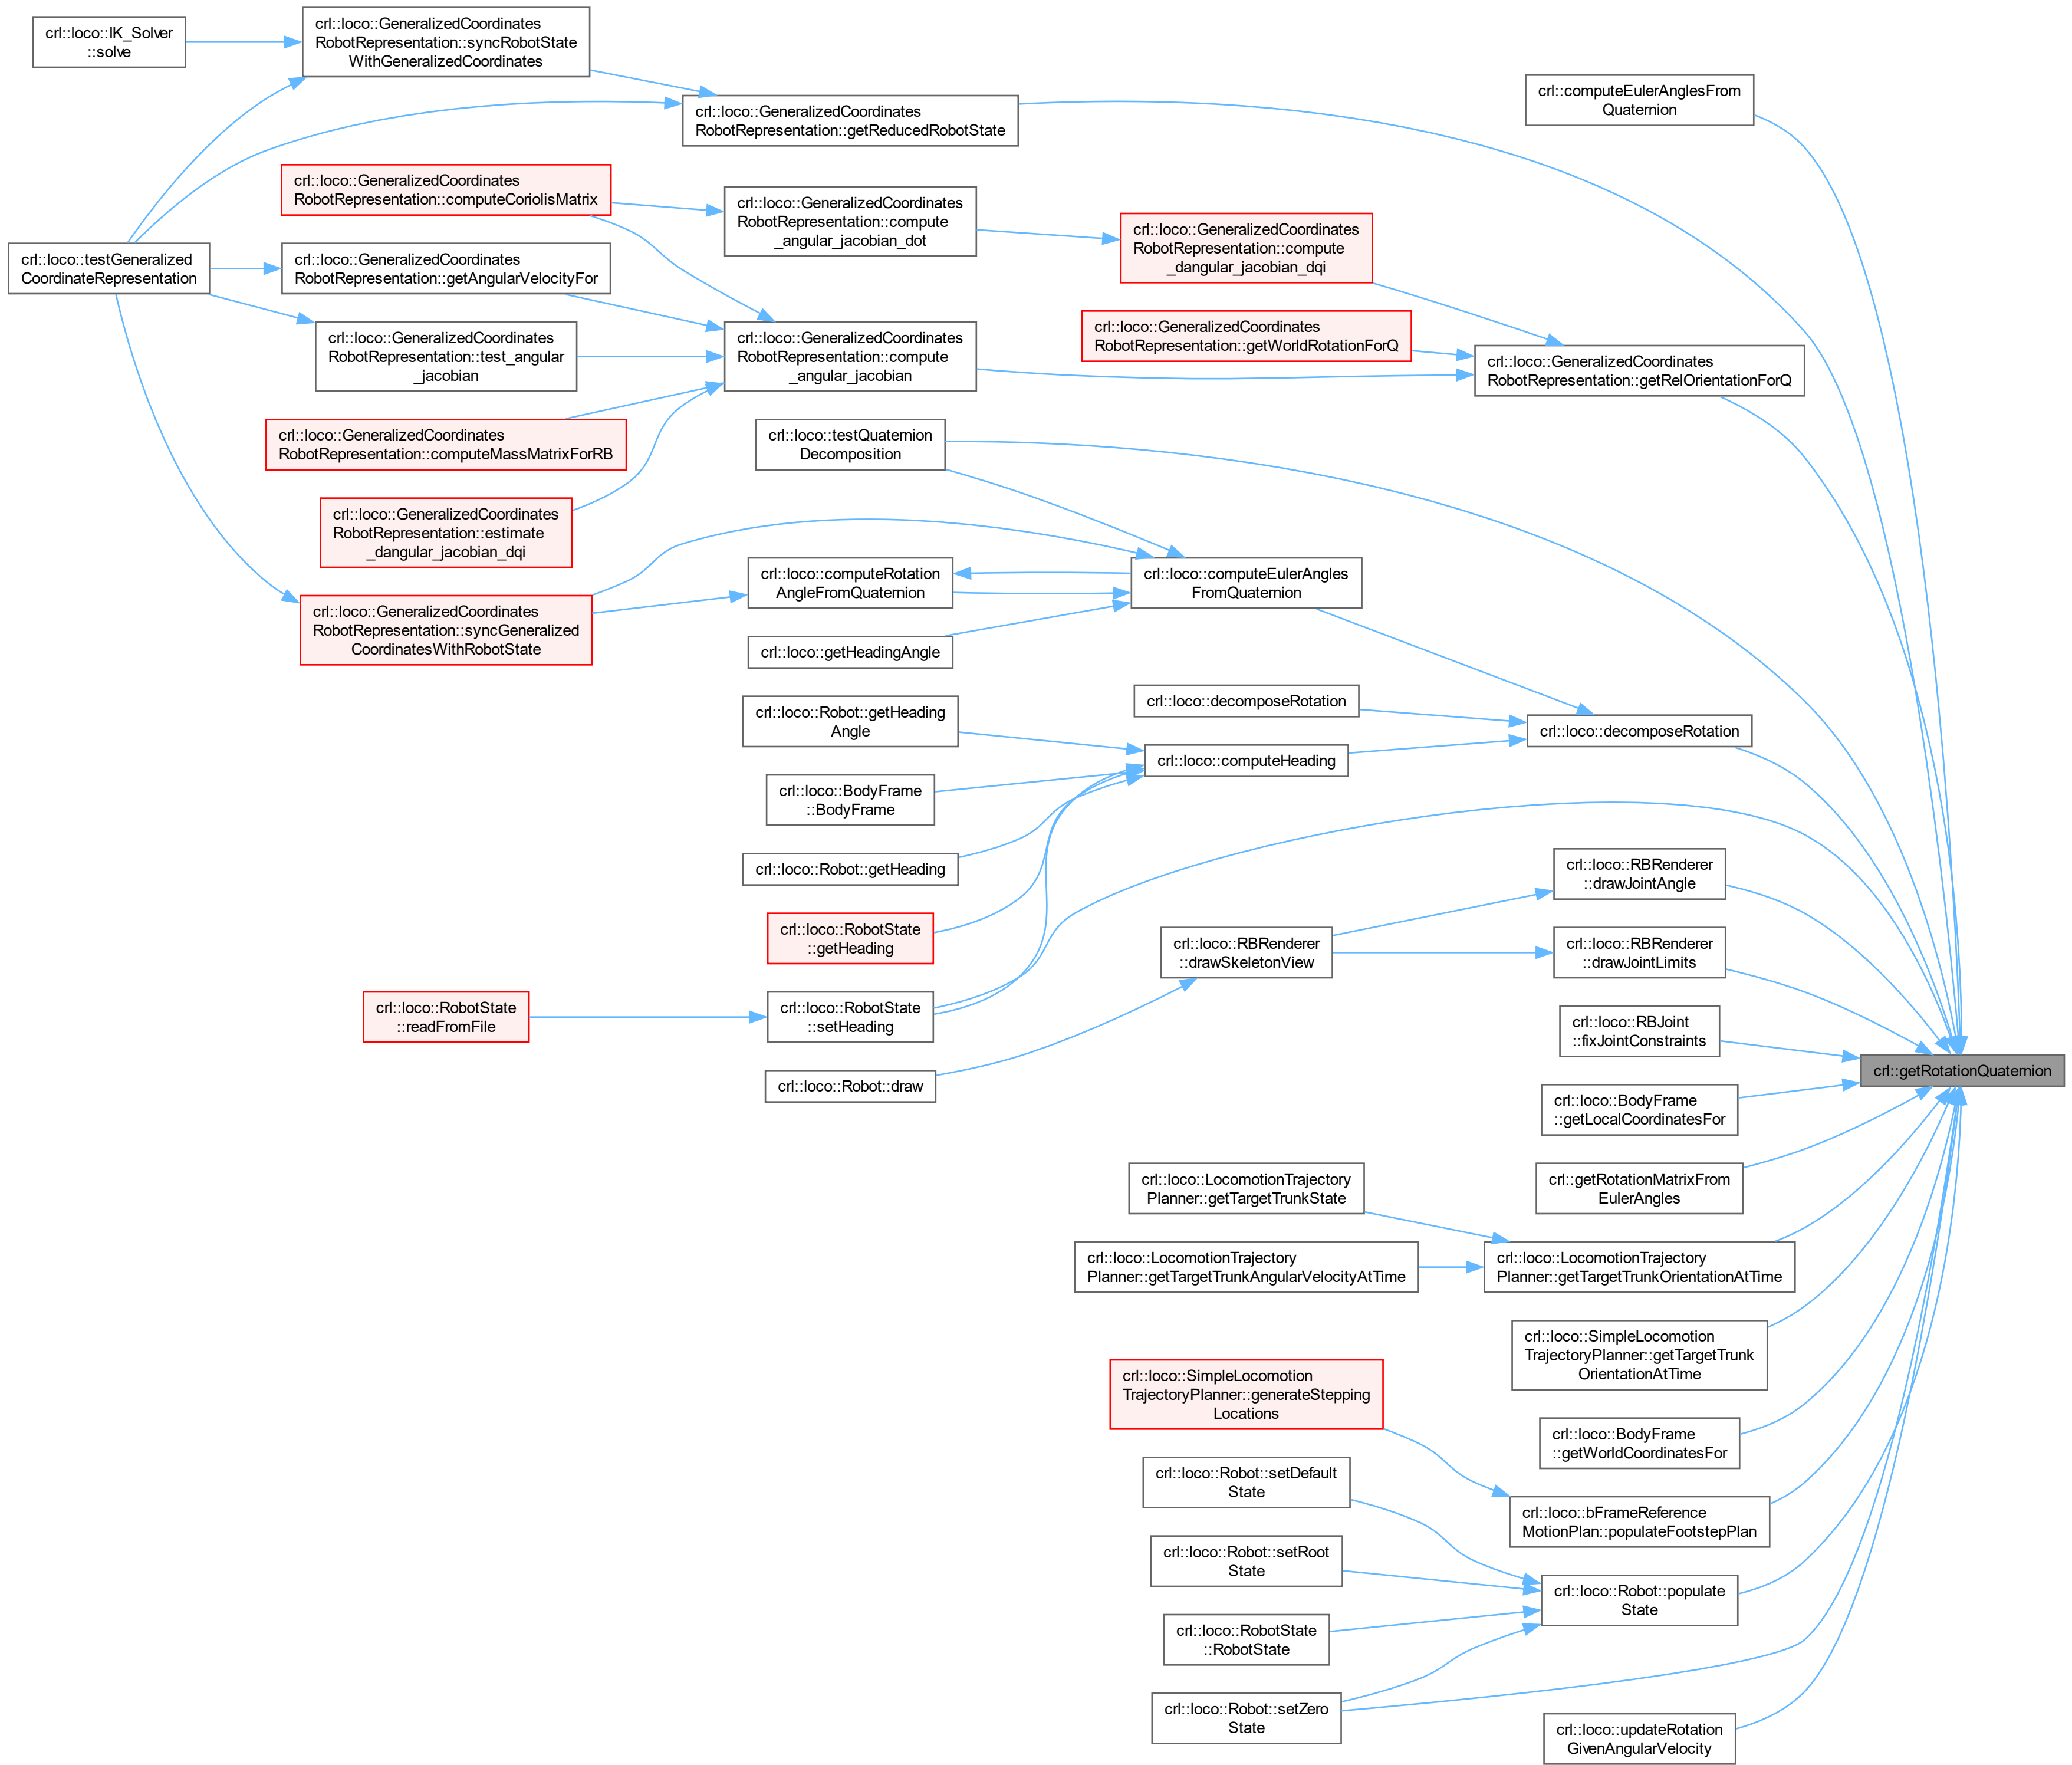 crl::loco::IK_Solver
::solve
crl::loco::GeneralizedCoordinates
RobotRepresentation::syncRobotState
WithGeneralizedCoordinates
crl::computeEulerAnglesFrom
Quaternion
crl::loco::GeneralizedCoordinates
RobotRepresentation::getReducedRobotState
crl::loco::GeneralizedCoordinates
RobotRepresentation::computeCoriolisMatrix
crl::loco::GeneralizedCoordinates
RobotRepresentation::compute
_angular_jacobian_dot
crl::loco::GeneralizedCoordinates
RobotRepresentation::compute
_dangular_jacobian_dqi
crl::loco::testGeneralized
CoordinateRepresentation
crl::loco::GeneralizedCoordinates
RobotRepresentation::getAngularVelocityFor
crl::loco::GeneralizedCoordinates
RobotRepresentation::getWorldRotationForQ
crl::loco::GeneralizedCoordinates
RobotRepresentation::test_angular
_jacobian
crl::loco::GeneralizedCoordinates
RobotRepresentation::compute
_angular_jacobian
crl::loco::GeneralizedCoordinates
RobotRepresentation::getRelOrientationForQ
crl::loco::GeneralizedCoordinates
RobotRepresentation::computeMassMatrixForRB
crl::loco::testQuaternion
Decomposition
crl::loco::GeneralizedCoordinates
RobotRepresentation::estimate
_dangular_jacobian_dqi
crl::loco::computeRotation
AngleFromQuaternion
crl::loco::computeEulerAngles
FromQuaternion
crl::loco::GeneralizedCoordinates
RobotRepresentation::syncGeneralized
CoordinatesWithRobotState
crl::loco::getHeadingAngle
crl::loco::Robot::getHeading
Angle
crl::loco::decomposeRotation
crl::loco::decomposeRotation
crl::loco::computeHeading
crl::loco::BodyFrame
::BodyFrame
crl::loco::Robot::getHeading
crl::loco::RBRenderer
::drawJointAngle
crl::loco::RobotState
::getHeading
crl::loco::RBRenderer
::drawSkeletonView
crl::loco::RBRenderer
::drawJointLimits
crl::loco::RobotState
::readFromFile
crl::loco::RobotState
::setHeading
crl::loco::RBJoint
::fixJointConstraints
crl::getRotationQuaternion
crl::loco::Robot::draw
crl::loco::BodyFrame
::getLocalCoordinatesFor
crl::loco::LocomotionTrajectory
Planner::getTargetTrunkState
crl::getRotationMatrixFrom
EulerAngles
crl::loco::LocomotionTrajectory
Planner::getTargetTrunkAngularVelocityAtTime
crl::loco::LocomotionTrajectory
Planner::getTargetTrunkOrientationAtTime
crl::loco::SimpleLocomotion
TrajectoryPlanner::getTargetTrunk
OrientationAtTime
crl::loco::SimpleLocomotion
TrajectoryPlanner::generateStepping
Locations
crl::loco::BodyFrame
::getWorldCoordinatesFor
crl::loco::Robot::setDefault
State
crl::loco::bFrameReference
MotionPlan::populateFootstepPlan
crl::loco::Robot::setRoot
State
crl::loco::Robot::populate
State
crl::loco::RobotState
::RobotState
crl::loco::Robot::setZero
State
crl::loco::updateRotation
GivenAngularVelocity